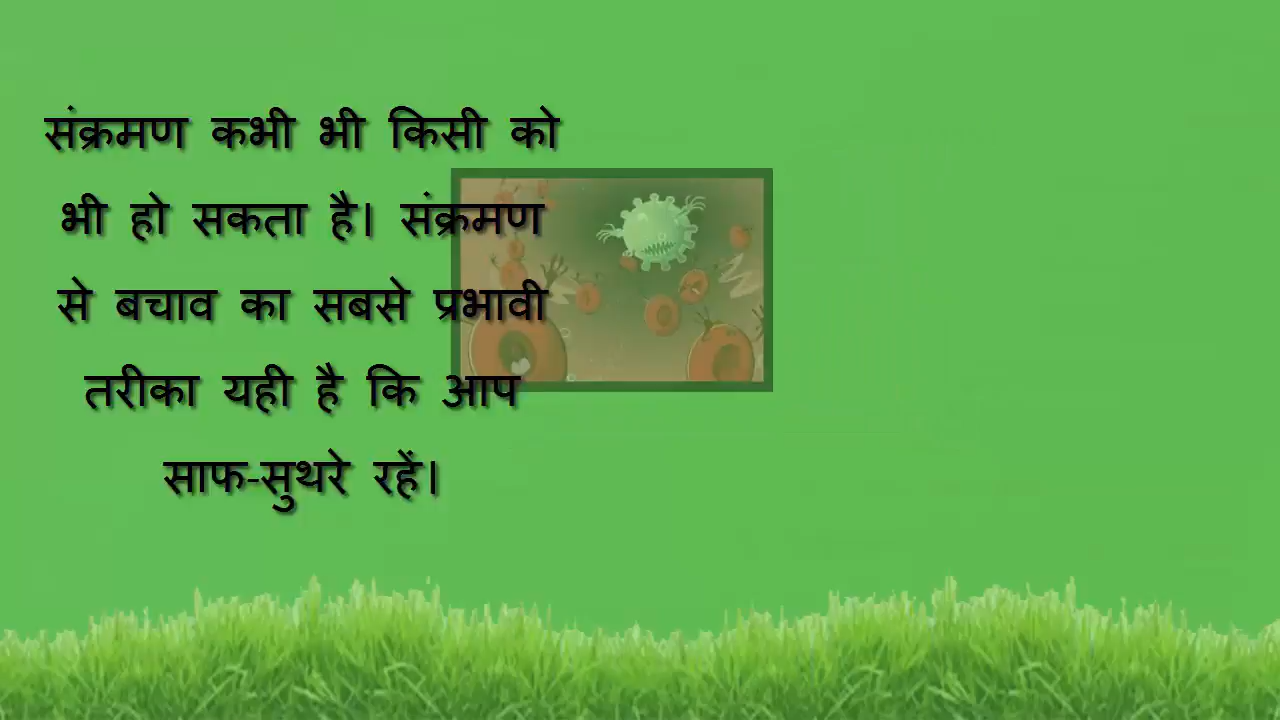 संक्रमण कभी भी किसी को
भी हो सकता है। संक्रमण
से बचाव का सबसे प्रभावी
तरीका यही है कि आप
साफ-सुथरे रहें।